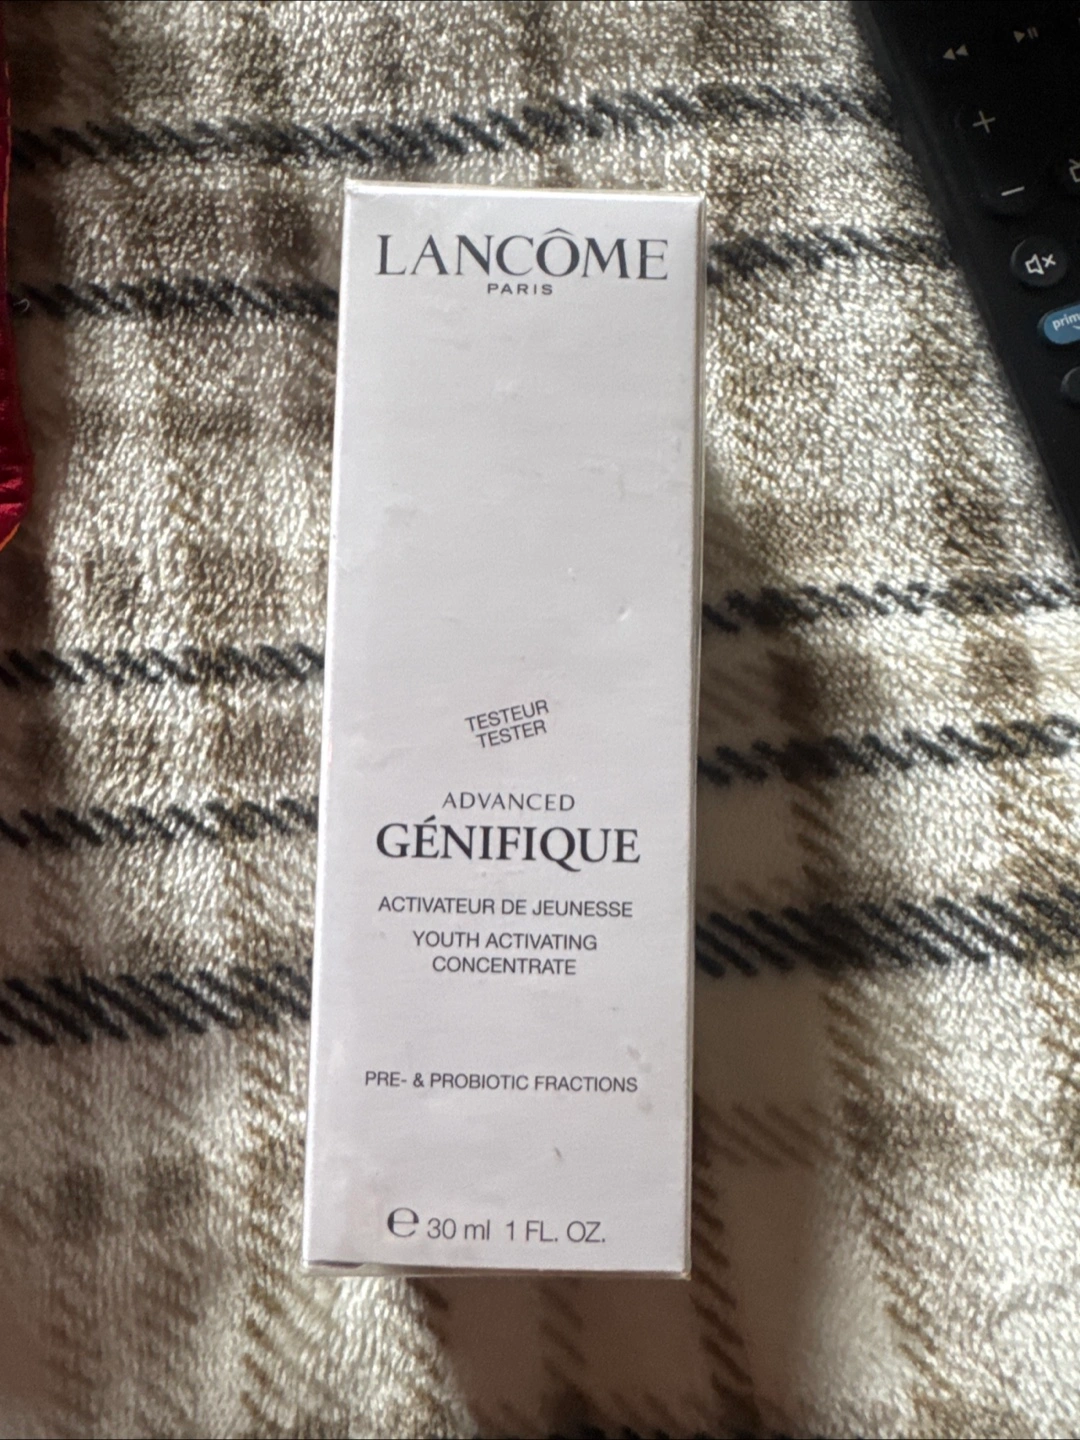 LANCÔME
PARIS
TESTEUR
TESTER
ADVANCED
GÉNIFIQUE
ACTIVATEUR DE JEUNESSE
YOUTH ACTIVATING
CONCENTRATE
PRE- & PROBIOTIC FRACTIONS
e 30 ml 1 FL. OZ.